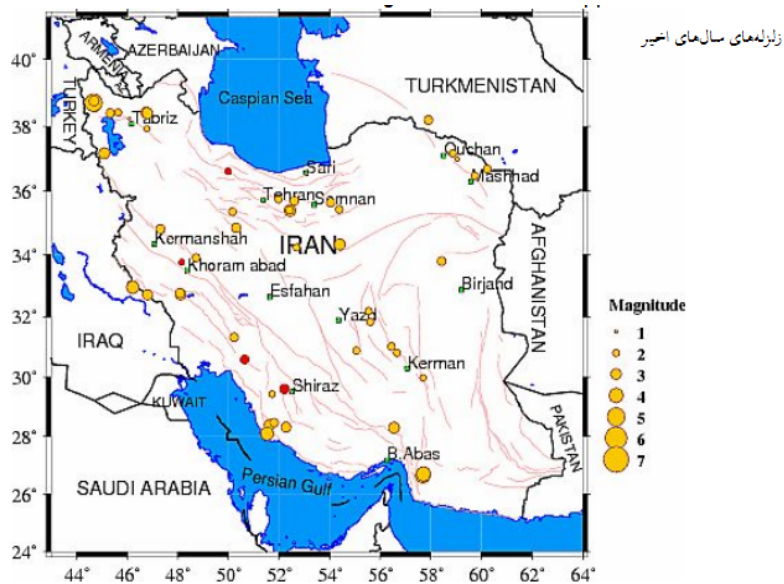 زلزله‌های سال‌های اخیر
40°
38°
36°
34°
32°
30°
28°
26°
24°
44° 46° 48° 50° 52° 54° 56° 58° 60° 62° 64°
ARMENIA
AZERBAIJAN
TURKEY
Caspian Sea
TURKMENISTAN
Tabriz
Quchan
Mashhad
Sari
Tehran
Semnan
Kermanshah
IRAN
Khoram abad
Birjand
AFGHANISTAN
Esfahan
Yazd
IRAQ
Kerman
Shiraz
KUWAIT
PAKISTAN
B.Abas
Persian Gulf
SAUDI ARABIA
Magnitude
1
2
3
4
5
6
7